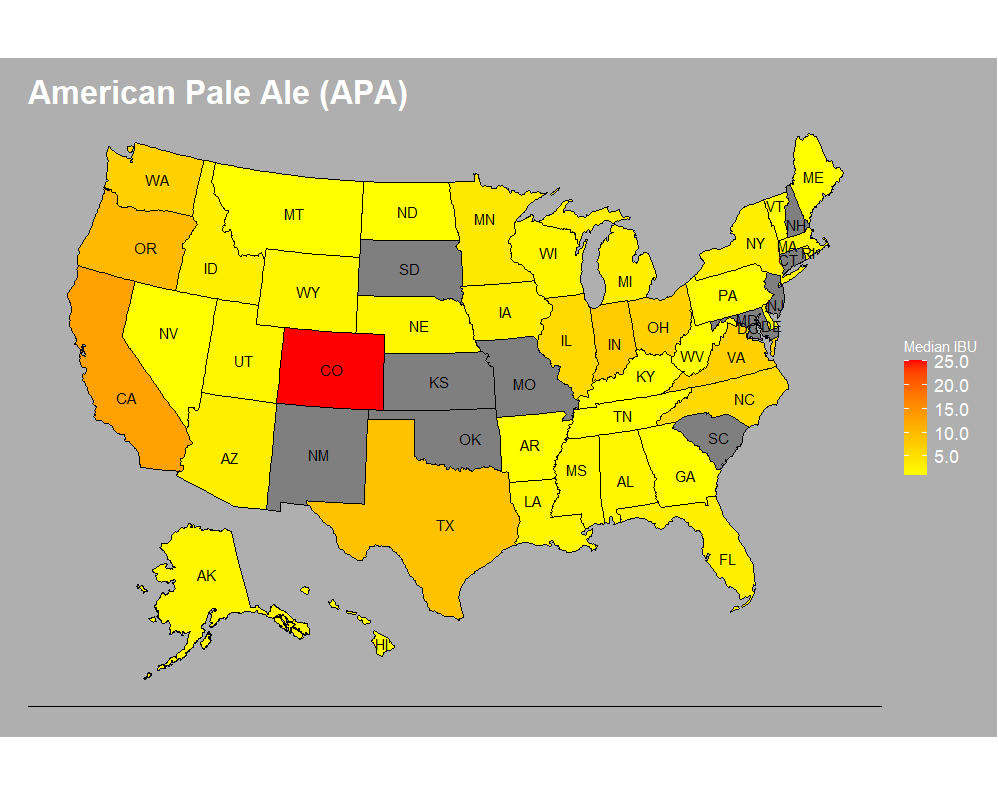 American Pale Ale (APA)
ME
WA
VT
MT
ND
MN
NH
OR
NY
MA
RI
WI
CT
ID
SD
MI
WY
PA
NJ
IA
MD
DE
NV
NE
OH
DC
IL
IN
Median IBU
UT
WV
VA
25.0
CO
KY
KS
MO
20.0
CA
NC
15.0
TN
10.0
OK
SC
AR
NM
5.0
AZ
MS
AL
GA
LA
TX
FL
AK
HI